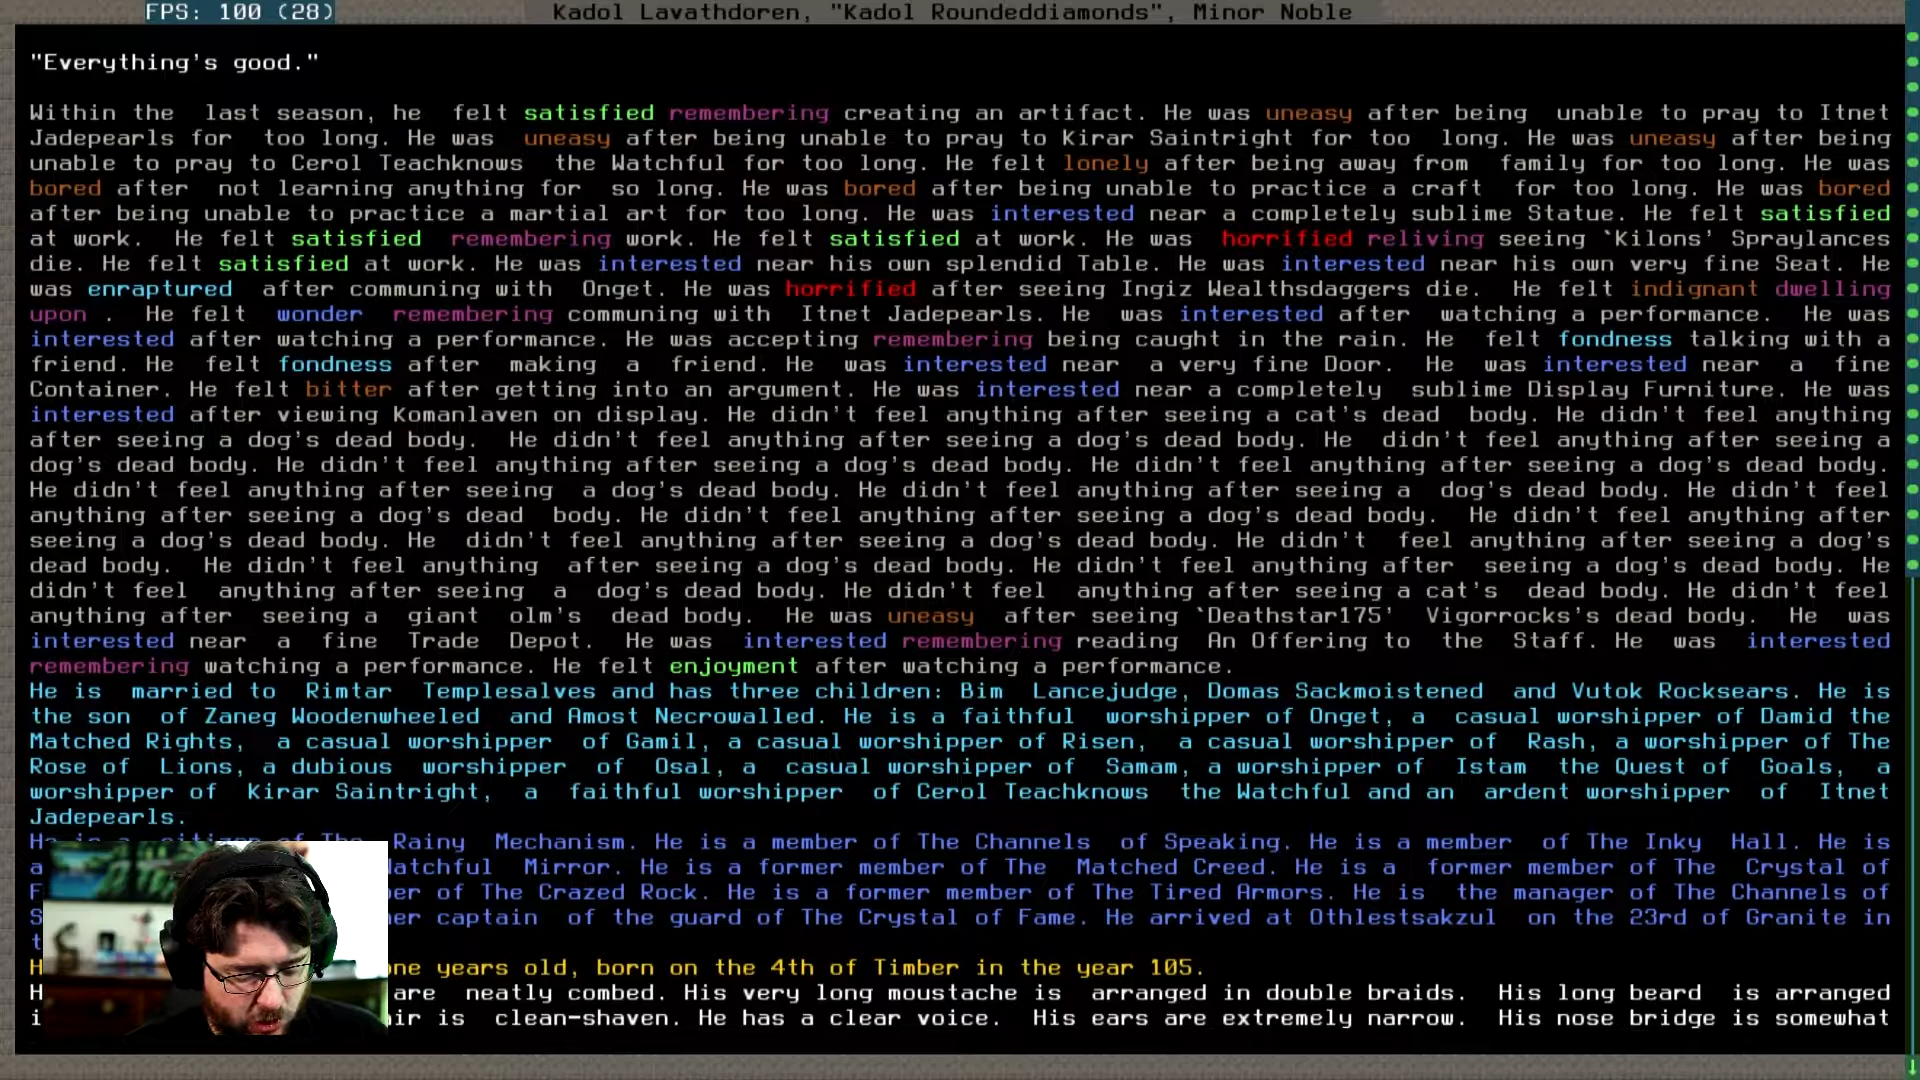 FPS: 100 (28)
Kadol Lavathdoren, "Kadol Roundeddiamonds", Minor Noble
"Everything's good."
Within the last season, he felt satisfied remembering creating an artifact. He was uneasy after being unable to pray to Itnet
Jadepearls for too long. He was uneasy after being unable to pray to Kirar Saintright for too long. He was uneasy after being
unable to pray to Cerol Teachknows the Watchful for too long. He felt lonely after being away from family for too long. He was
bored after not learning anything for so long. He was bored after being unable to practice a craft for too long. He was bored
after being unable to practice a martial art for too long. He was interested near a completely sublime Statue. He felt satisfied
at work. He felt satisfied remembering work. He felt satisfied at work. He was horrified reliving seeing `Kilons' Spraylances
die. He felt satisfied at work. He was interested near his own splendid Table. He was interested near his own very fine Seat. He
was enraptured after communing with Onget. He was horrified after seeing Ingiz Wealthsdaggers die. He felt indignant dwelling
upon . He felt wonder remembering communing with Itnet Jadepearls. He was interested after watching a performance. He was
interested after watching a performance. He was accepting remembering being caught in the rain. He felt fondness talking with a
friend. He felt fondness after making a friend. He was interested near a very fine Door. He was interested near a fine
Container. He felt bitter after getting into an argument. He was interested near a completely sublime Display Furniture. He was
interested after viewing Komanlaven on display. He didn't feel anything after seeing a cat's dead body. He didn't feel anything
after seeing a dog's dead body. He didn't feel anything after seeing a dog's dead body. He didn't feel anything after seeing a
dog's dead body. He didn't feel anything after seeing a dog's dead body. He didn't feel anything after seeing a dog's dead body.
He didn't feel anything after seeing a dog's dead body. He didn't feel anything after seeing a dog's dead body. He didn't feel
anything after seeing a dog's dead body. He didn't feel anything after seeing a dog's dead body. He didn't feel anything after
seeing a dog's dead body. He didn't feel anything after seeing a dog's dead body. He didn't feel anything after seeing a dog's
dead body. He didn't feel anything after seeing a dog's dead body. He didn't feel anything after seeing a dog's dead body. He
didn't feel anything after seeing a dog's dead body. He didn't feel anything after seeing a cat's dead body. He didn't feel
anything after seeing a giant olm's dead body. He was uneasy after seeing `Deathstar175' Vigorrocks's dead body. He was
interested near a fine Trade Depot. He was interested remembering reading An Offering to the Staff. He was interested
remembering watching a performance. He felt enjoyment after watching a performance.
He is married to Rimtar Templesalves and has three children: Bim Lancejudge, Domas Sackmoistened and Vutok Rocksears. He is
the son of Zaneg Woodenwheeled and Amost Necrowalled. He is a faithful worshipper of Onget, a casual worshipper of Damid the
Matched Rights, a casual worshipper of Gamil, a casual worshipper of Risen, a casual worshipper of Rash, a worshipper of The
Rose of Lions, a dubious worshipper of Osal, a casual worshipper of Samam, a worshipper of Istam the Quest of Goals, a
worshipper of Kirar Saintright, a faithful worshipper of Cerol Teachknows the Watchful and an ardent worshipper of Itnet
Jadepearls.
He is a citizen of The Rainy Mechanism. He is a member of The Channels of Speaking. He is a member of The Inky Hall. He is
Mirror. He is a former member of The Matched Creed. He is a former member of The Crystal of
of The Crazed Rock. He is a former member of The Tired Armors. He is the manager of The Channels of
captain of the guard of The Crystal of Fame. He arrived at Othlestsakzul on the 23rd of Granite in
years old, born on the 4th of Timber in the year 105.
are neatly combed. His very long moustache is arranged in double braids. His long beard is arranged
is clean-shaven. He has a clear voice. His ears are extremely narrow. His nose bridge is somewhat